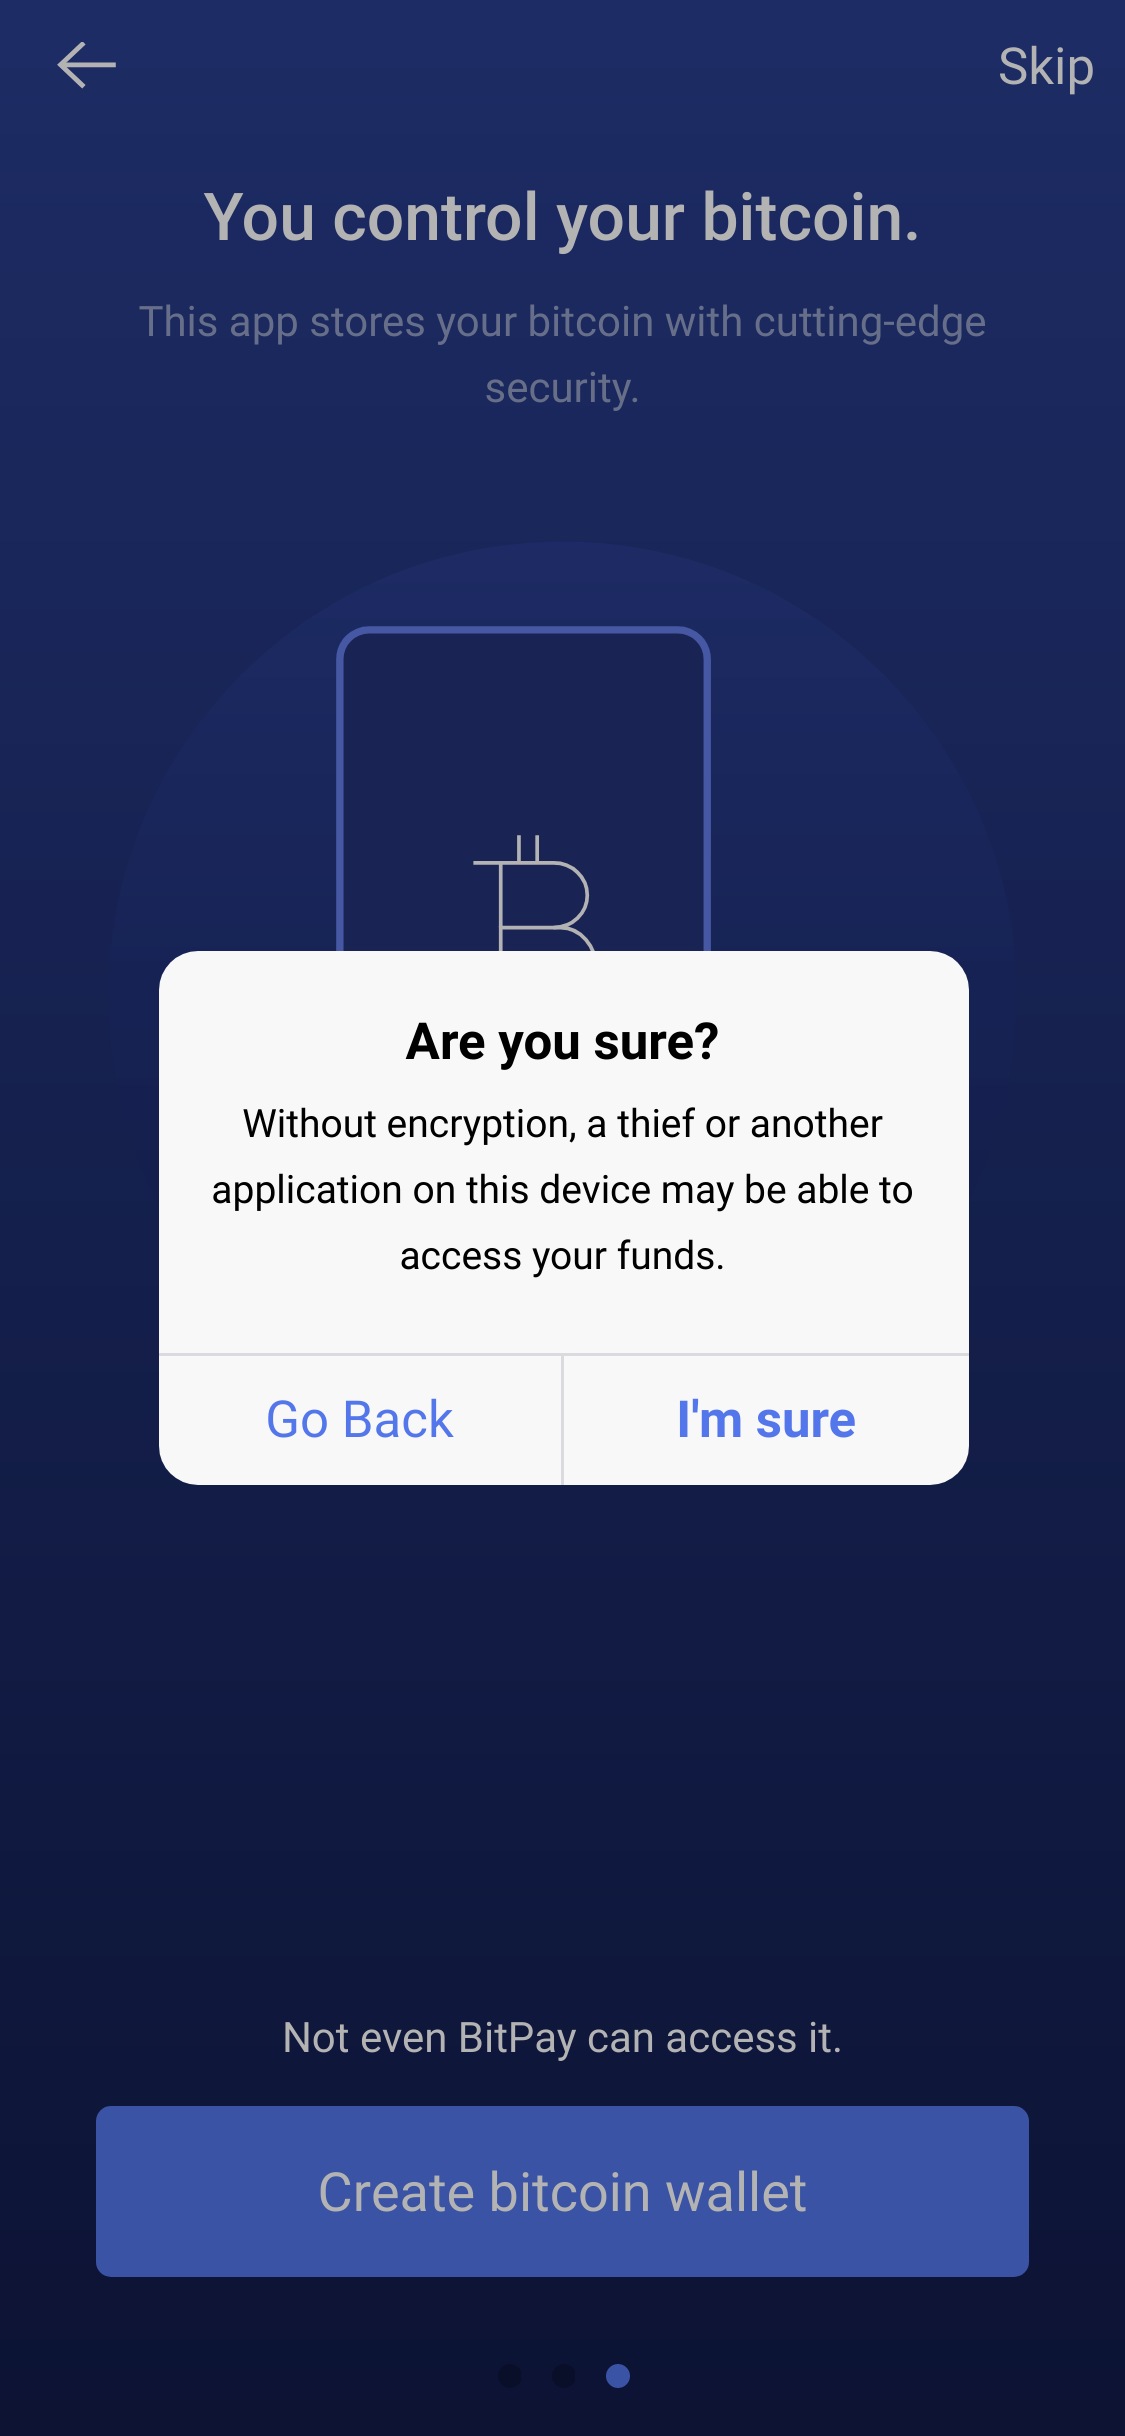 Skip
You control your bitcoin.
This app stores your bitcoin with cutting-edge
security.
Are you sure?
Without encryption, a thief or another
application on this device may be able to
access your funds.
Go Back
I'm sure
Not even BitPay can access it.
Create bitcoin wallet